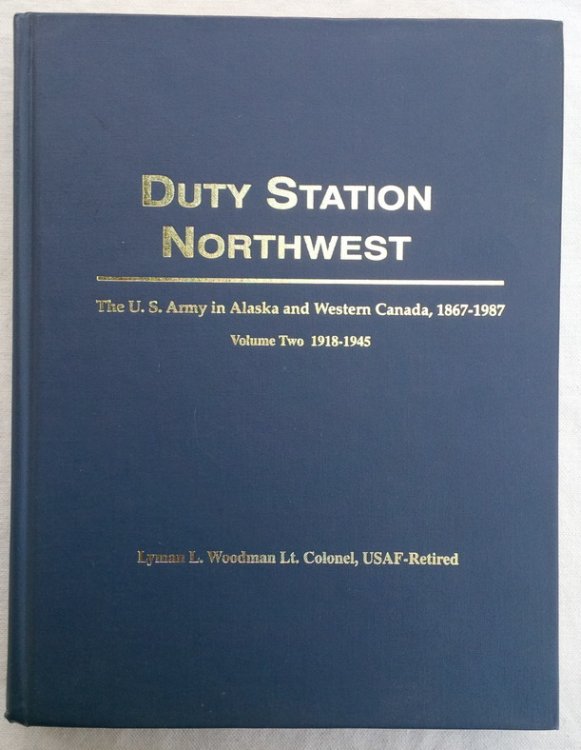 DUTY STATION
NORTHWEST
The U. S. Army in Alaska and Western Canada, 1867-1987
Volume Two 1918-1945
Lyman L. Woodman Lt. Colonel, USAF-Retired